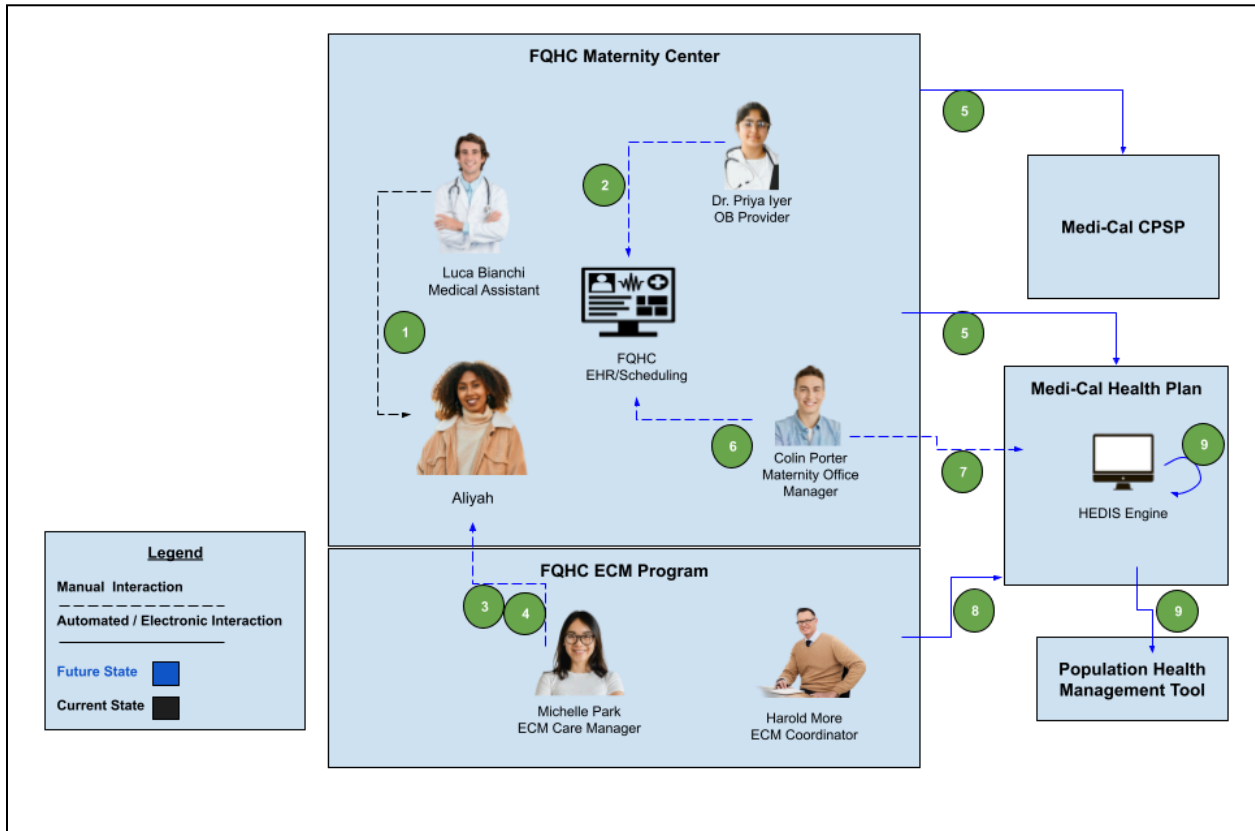 FQHC Maternity Center
5
2
Dr. Priya Iyer
OB Provider
Medi-Cal CPSP
Luca Bianchi
Medical Assistant
1
FQHC
EHR/Scheduling
5
Medi-Cal Health Plan
9
HEDIS Engine
6
Colin Porter
Maternity Office
Manager
7
Aliyah
Legend
Manual Interaction
Automated / Electronic Interaction
Future State
Current State
FQHC ECM Program
3
4
8
9
Michelle Park
ECM Care Manager
Harold More
ECM Coordinator
Population Health
Management Tool